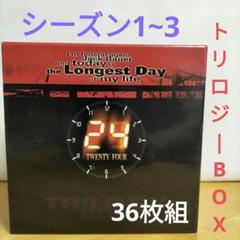 シーズン1~3
トリロジーBOX
I'm Federal Agent
Jack Bauer
and today is
the Longest Day
of my life.
24
TWENTY FOUR
36枚組